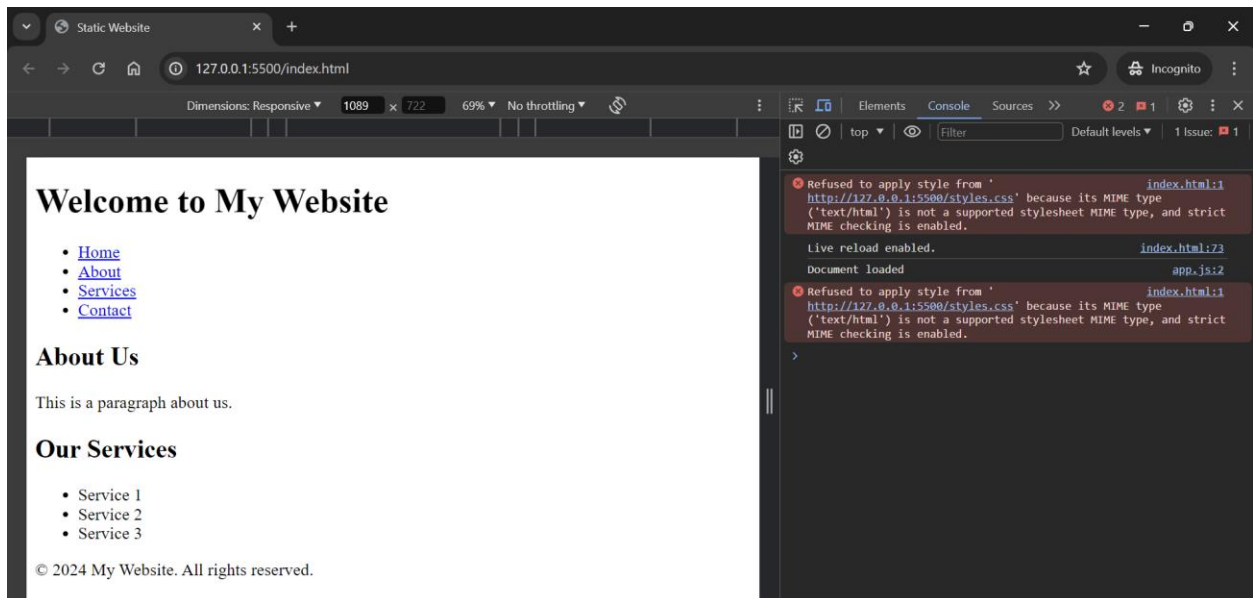 Static Website
127.0.0.1:5500/index.html
Incognito
Dimensions: Responsive ▼ 1089 x 722 69% ▼ No throttling ▼
Elements Console Sources >> 2 1
top ▼ Filter Default levels ▼ 1 Issue: 1
Welcome to My Website
• Home
• About
• Services
• Contact
About Us
This is a paragraph about us.
Our Services
• Service 1
• Service 2
• Service 3
© 2024 My Website. All rights reserved.
Refused to apply style from ' index.html:1
http://127.0.0.1:5500/styles.css' because its MIME type
('text/html') is not a supported stylesheet MIME type, and strict
MIME checking is enabled.
Live reload enabled. index.html:73
Document loaded app.js:2
Refused to apply style from ' index.html:1
http://127.0.0.1:5500/styles.css' because its MIME type
('text/html') is not a supported stylesheet MIME type, and strict
MIME checking is enabled.